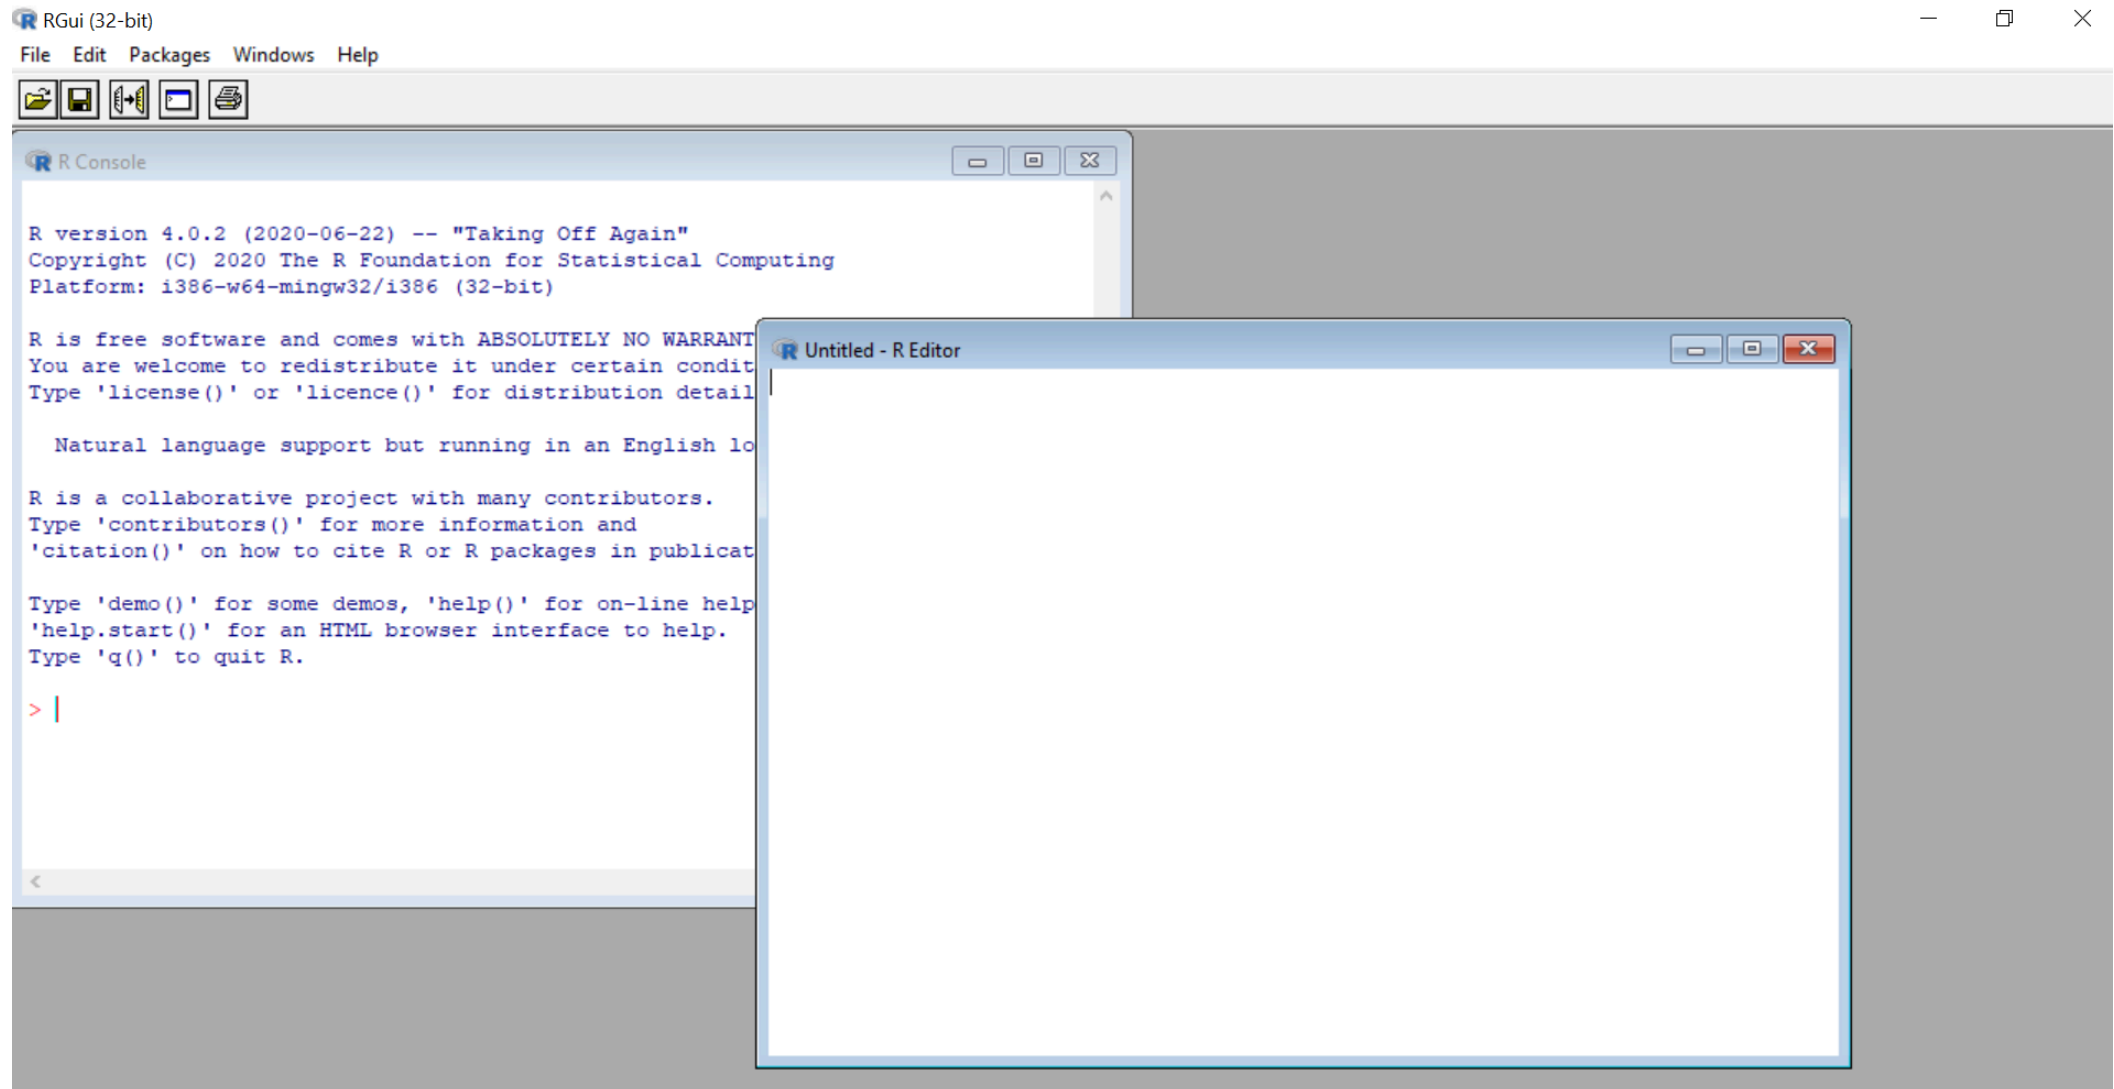 RGui (32-bit)
File Edit Packages Windows Help
R Console
R version 4.0.2 (2020-06-22) -- "Taking Off Again"
Copyright (C) 2020 The R Foundation for Statistical Computing
Platform: i386-w64-mingw32/i386 (32-bit)
R is free software and comes with ABSOLUTELY NO WARRANT
You are welcome to redistribute it under certain condit
Type 'license()' or 'licence()' for distribution detail
Natural language support but running in an English lo
R is a collaborative project with many contributors.
Type 'contributors()' for more information and
'citation()' on how to cite R or R packages in publicat
Type 'demo()' for some demos, 'help()' for on-line help
'help.start()' for an HTML browser interface to help.
Type 'q()' to quit R.
>
Untitled - R Editor